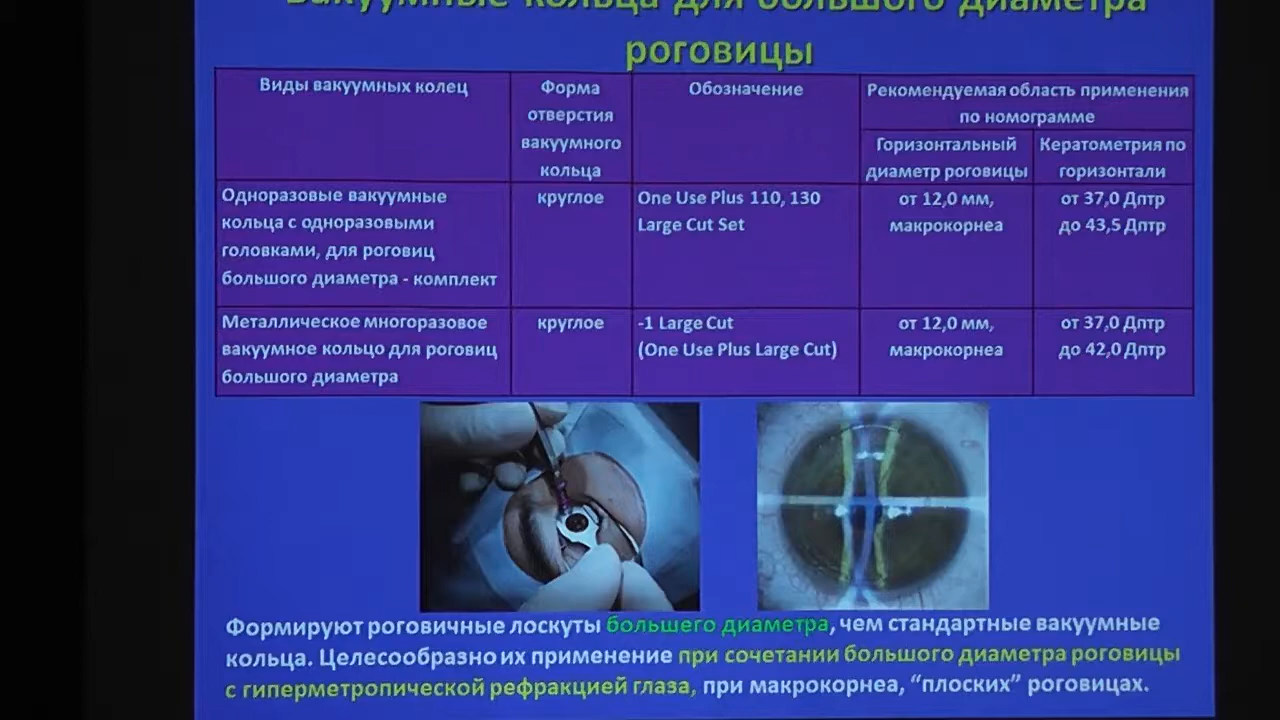 Вакуумные кольца для большого диаметра
роговицы
Виды вакуумных колец
Форма
отверстия
вакуумного
кольца
Обозначение
Рекомендуемая область применения
по номограмме
Горизонтальный
диаметр роговицы
Кератометрия по
горизонтали
Одноразовые вакуумные
кольца с одноразовыми
головками, для роговиц
большого диаметра - комплект
круглое
One Use Plus 110, 130
Large Cut Set
от 12,0 мм,
макрокорнеа
от 37,0 Дптр
до 43,5 Дптр
Металлическое многоразовое
вакуумное кольцо для роговиц
большого диаметра
круглое
-1 Large Cut
(One Use Plus Large Cut)
от 12,0 мм,
макрокорнеа
от 37,0 Дптр
до 42,0 Дптр
Формируют роговичные лоскуты большего диаметра, чем стандартные вакуумные
кольца. Целесообразно их применение при сочетании большого диаметра роговицы
с гиперметропической рефракцией глаза, при макрокорнеа, “плоских” роговицах.